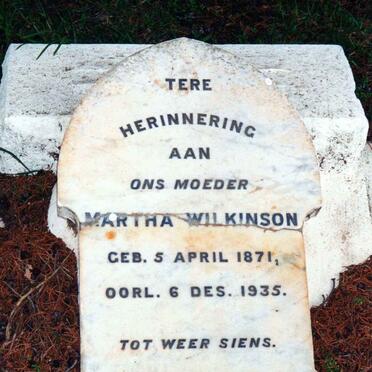 TERE
HERINNERING
AAN
ONS MOEDER
MARTHA WILKINSON
GEB. 5 APRIL 1871,
OORL. 6 DES. 1935.
TOT WEER SIENS.